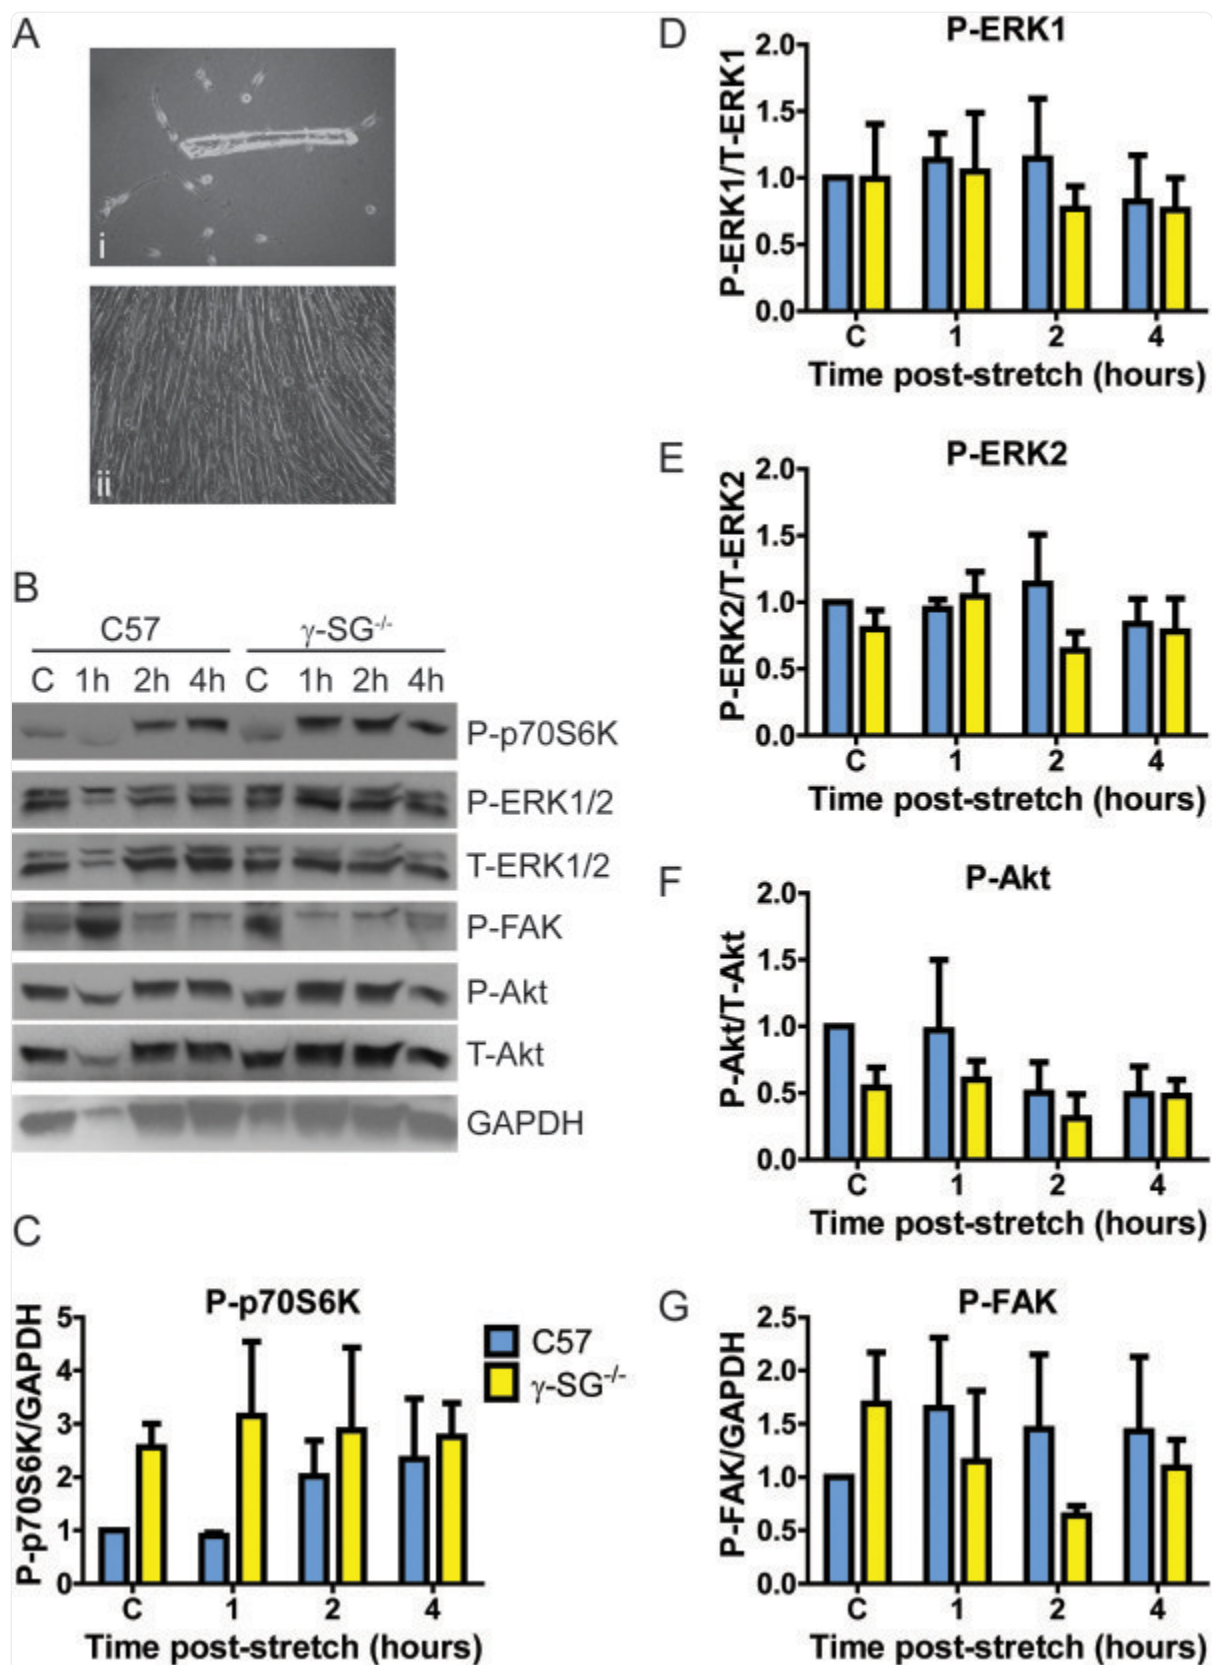 A
i
ii
B
C57 γ-SG-/-
C 1h 2h 4h C 1h 2h 4h
P-p70S6K
P-ERK1/2
T-ERK1/2
P-FAK
P-Akt
T-Akt
GAPDH
C
P-p70S6K
P-p70S6K/GAPDH
5
4
3
2
1
0
C 1 2 4
Time post-stretch (hours)
C57
γ-SG-/-
D
P-ERK1
P-ERK1/T-ERK1
2.0
1.5
1.0
0.5
0.0
C 1 2 4
Time post-stretch (hours)
E
P-ERK2
P-ERK2/T-ERK2
2.0
1.5
1.0
0.5
0.0
C 1 2 4
Time post-stretch (hours)
F
P-Akt
P-Akt/T-Akt
2.0
1.5
1.0
0.5
0.0
C 1 2 4
Time post-stretch (hours)
G
P-FAK
P-FAK/GAPDH
2.5
2.0
1.5
1.0
0.5
0.0
C 1 2 4
Time post-stretch (hours)